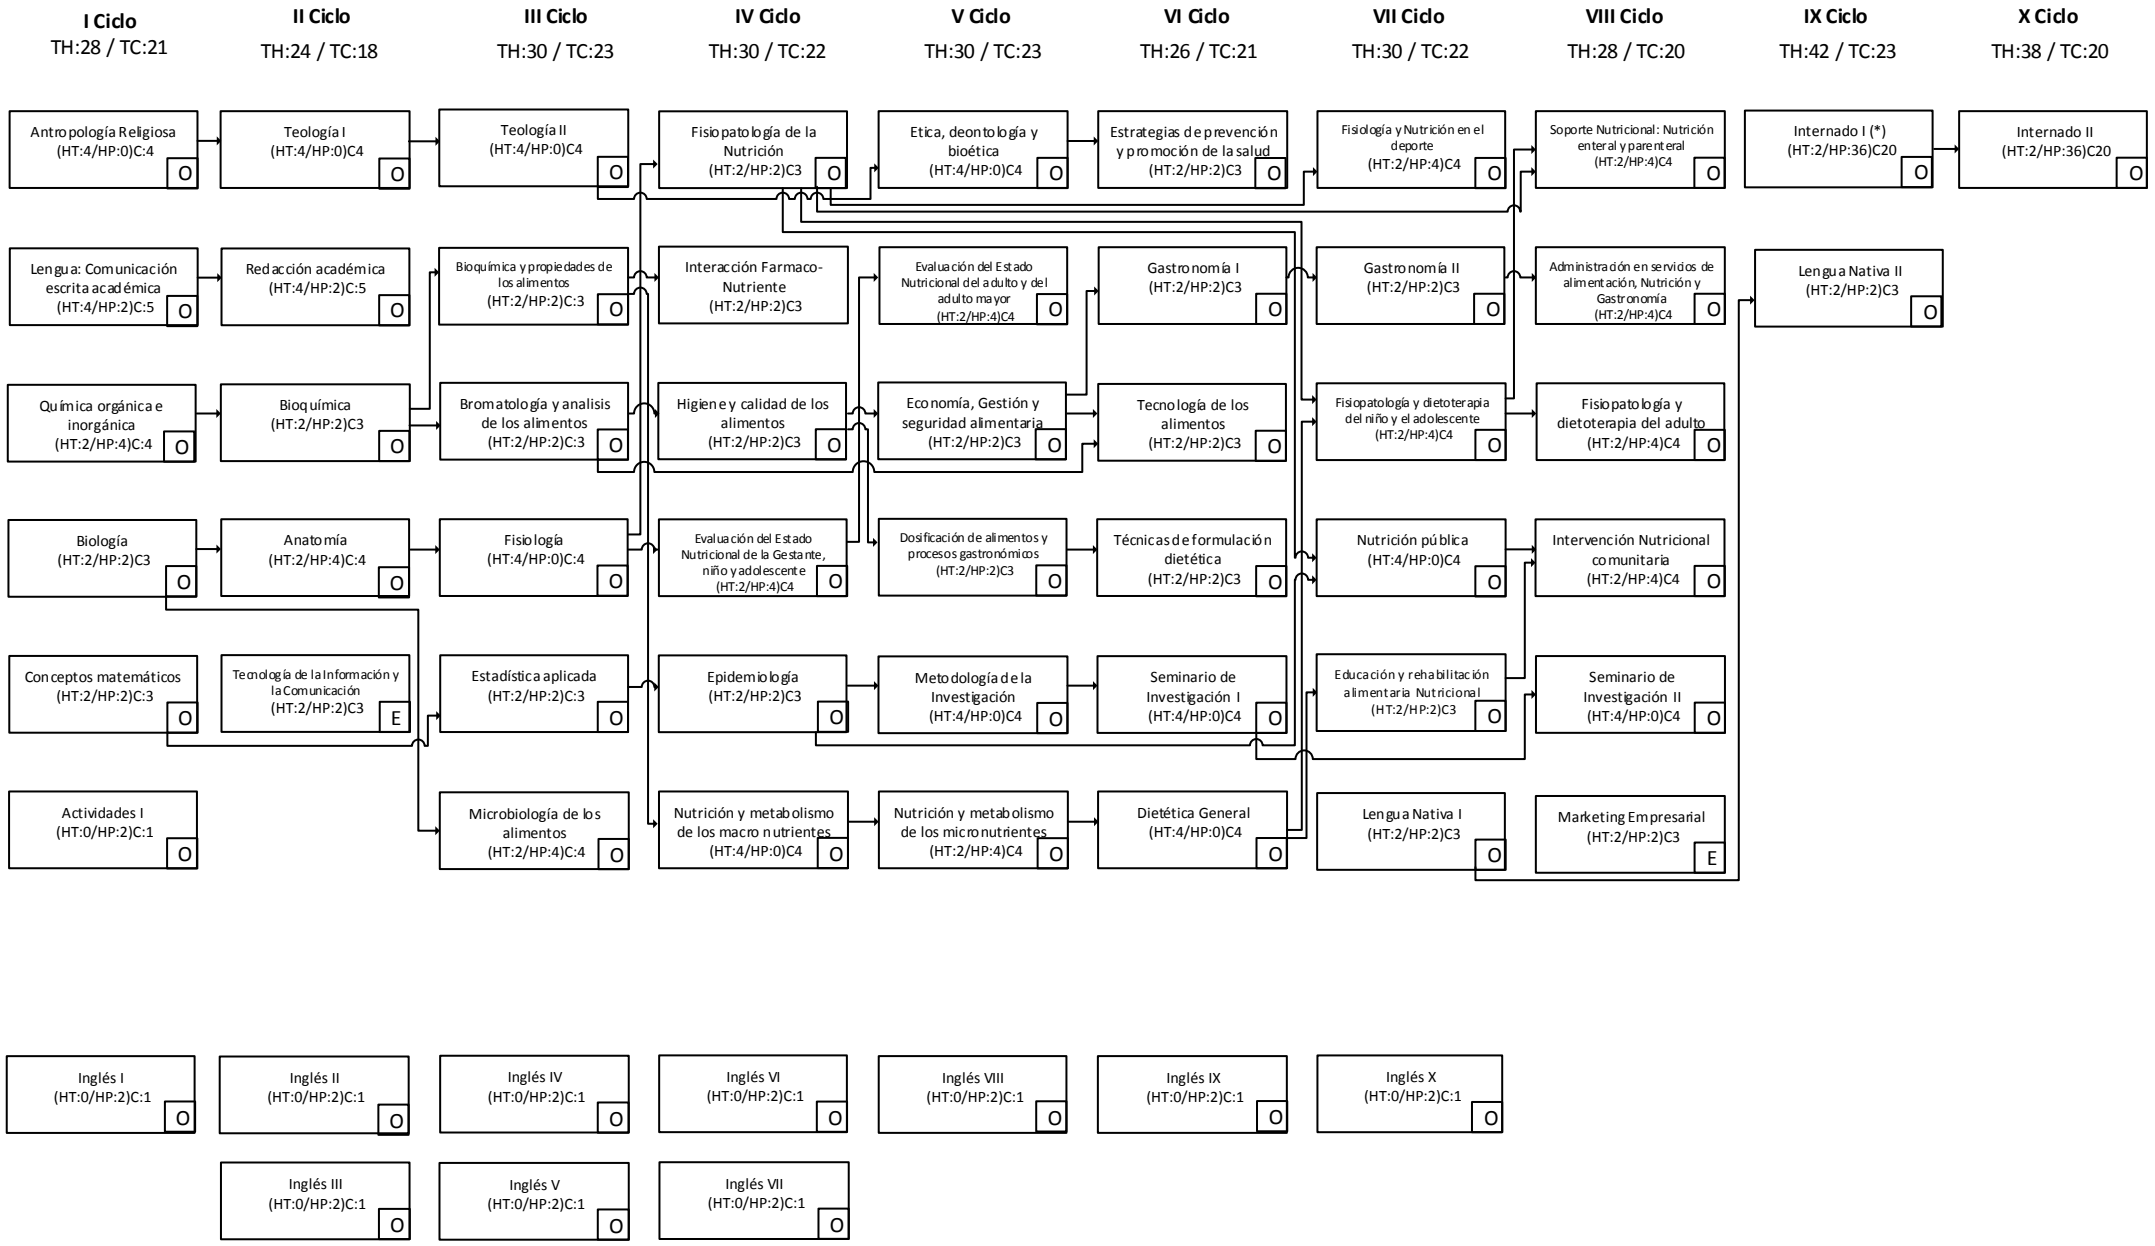 I Ciclo
TH:28 / TC:21
II Ciclo
TH:24 / TC:18
III Ciclo
TH:30 / TC:23
IV Ciclo
TH:30 / TC:22
V Ciclo
TH:30 / TC:23
VI Ciclo
TH:26 / TC:21
VII Ciclo
TH:30 / TC:22
VIII Ciclo
TH:28 / TC:20
IX Ciclo
TH:42 / TC:23
X Ciclo
TH:38 / TC:20
Antropología Religiosa
(HT:4/HP:0)C:4
O
Teología I
(HT:4/HP:0)C4
O
Teología II
(HT:4/HP:0)C4
O
Fisiopatología de la
Nutrición
(HT:2/HP:2)C3
O
Etica, deontología y
bioética
(HT:4/HP:0)C4
O
Estrategias de prevención
y promoción de la salud
(HT:2/HP:2)C3
O
Fisiología y Nutrición en el
deporte
(HT:2/HP:4)C4
O
Soporte Nutricional: Nutrición
enteral y parenteral
(HT:2/HP:4)C4
O
Internado I (*)
(HT:2/HP:36)C20
O
Internado II
(HT:2/HP:36)C20
O
Lengua: Comunicación
escrita académica
(HT:4/HP:2)C:5
O
Redacción académica
(HT:4/HP:2)C:5
O
Bioquímica y propiedades de
los alimentos
(HT:2/HP:2)C:3
O
Interacción Farmaco-
Nutriente
(HT:2/HP:2)C3
Evaluación del Estado
Nutricional del adulto y del
adulto mayor
(HT:2/HP:4)C4
O
Gastronomía I
(HT:2/HP:2)C3
O
Gastronomía II
(HT:2/HP:2)C3
O
Administración en servicios de
alimentación, Nutrición y
Gastronomía
(HT:2/HP:4)C4
O
Lengua Nativa II
(HT:2/HP:2)C3
O
Química orgánica e
inorgánica
(HT:2/HP:4)C:4
O
Bioquímica
(HT:2/HP:2)C3
O
Bromatología y analisis
de los alimentos
(HT:2/HP:2)C:3
O
Higiene y calidad de los
alimentos
(HT:2/HP:2)C3
O
Economía, Gestión y
seguridad alimentaria
(HT:2/HP:2)C3
O
Tecnología de los
alimentos
(HT:2/HP:2)C3
O
Fisiopatología y dietoterapia
del niño y el adolescente
(HT:2/HP:4)C4
O
Fisiopatología y
dietoterapia del adulto
(HT:2/HP:4)C4
O
Biología
(HT:2/HP:2)C3
O
Anatomía
(HT:2/HP:4)C:4
O
Fisiología
(HT:4/HP:0)C:4
O
Evaluación del Estado
Nutricional de la Gestante,
niño y adolescente
(HT:2/HP:4)C4
O
Dosificación de alimentos y
procesos gastronómicos
(HT:2/HP:2)C3
O
Técnicas de formulación
dietética
(HT:2/HP:2)C3
O
Nutrición pública
(HT:4/HP:0)C4
O
Intervención Nutricional
comunitaria
(HT:2/HP:4)C4
O
Conceptos matemáticos
(HT:2/HP:2)C:3
O
Tecnología de la Información y
la Comunicación
(HT:2/HP:2)C3
E
Estadística aplicada
(HT:2/HP:2)C:3
O
Epidemiología
(HT:2/HP:2)C3
O
Metodología de la
Investigación
(HT:4/HP:0)C4
O
Seminario de
Investigación I
(HT:4/HP:0)C4
O
Educación y rehabilitación
alimentaria Nutricional
(HT:2/HP:2)C3
O
Seminario de
Investigación II
(HT:4/HP:0)C4
O
Actividades I
(HT:0/HP:2)C:1
O
Microbiología de los
alimentos
(HT:2/HP:4)C:4
O
Nutrición y metabolismo
de los macro nutrientes
(HT:4/HP:0)C4
O
Nutrición y metabolismo
de los micronutrientes
(HT:2/HP:4)C4
O
Dietética General
(HT:4/HP:0)C4
O
Lengua Nativa I
(HT:2/HP:2)C3
O
Marketing Empresarial
(HT:2/HP:2)C3
E
Inglés I
(HT:0/HP:2)C:1
O
Inglés II
(HT:0/HP:2)C:1
O
Inglés IV
(HT:0/HP:2)C:1
O
Inglés VI
(HT:0/HP:2)C:1
O
Inglés VIII
(HT:0/HP:2)C:1
O
Inglés IX
(HT:0/HP:2)C:1
O
Inglés X
(HT:0/HP:2)C:1
O
Inglés III
(HT:0/HP:2)C:1
O
Inglés V
(HT:0/HP:2)C:1
O
Inglés VII
(HT:0/HP:2)C:1
O